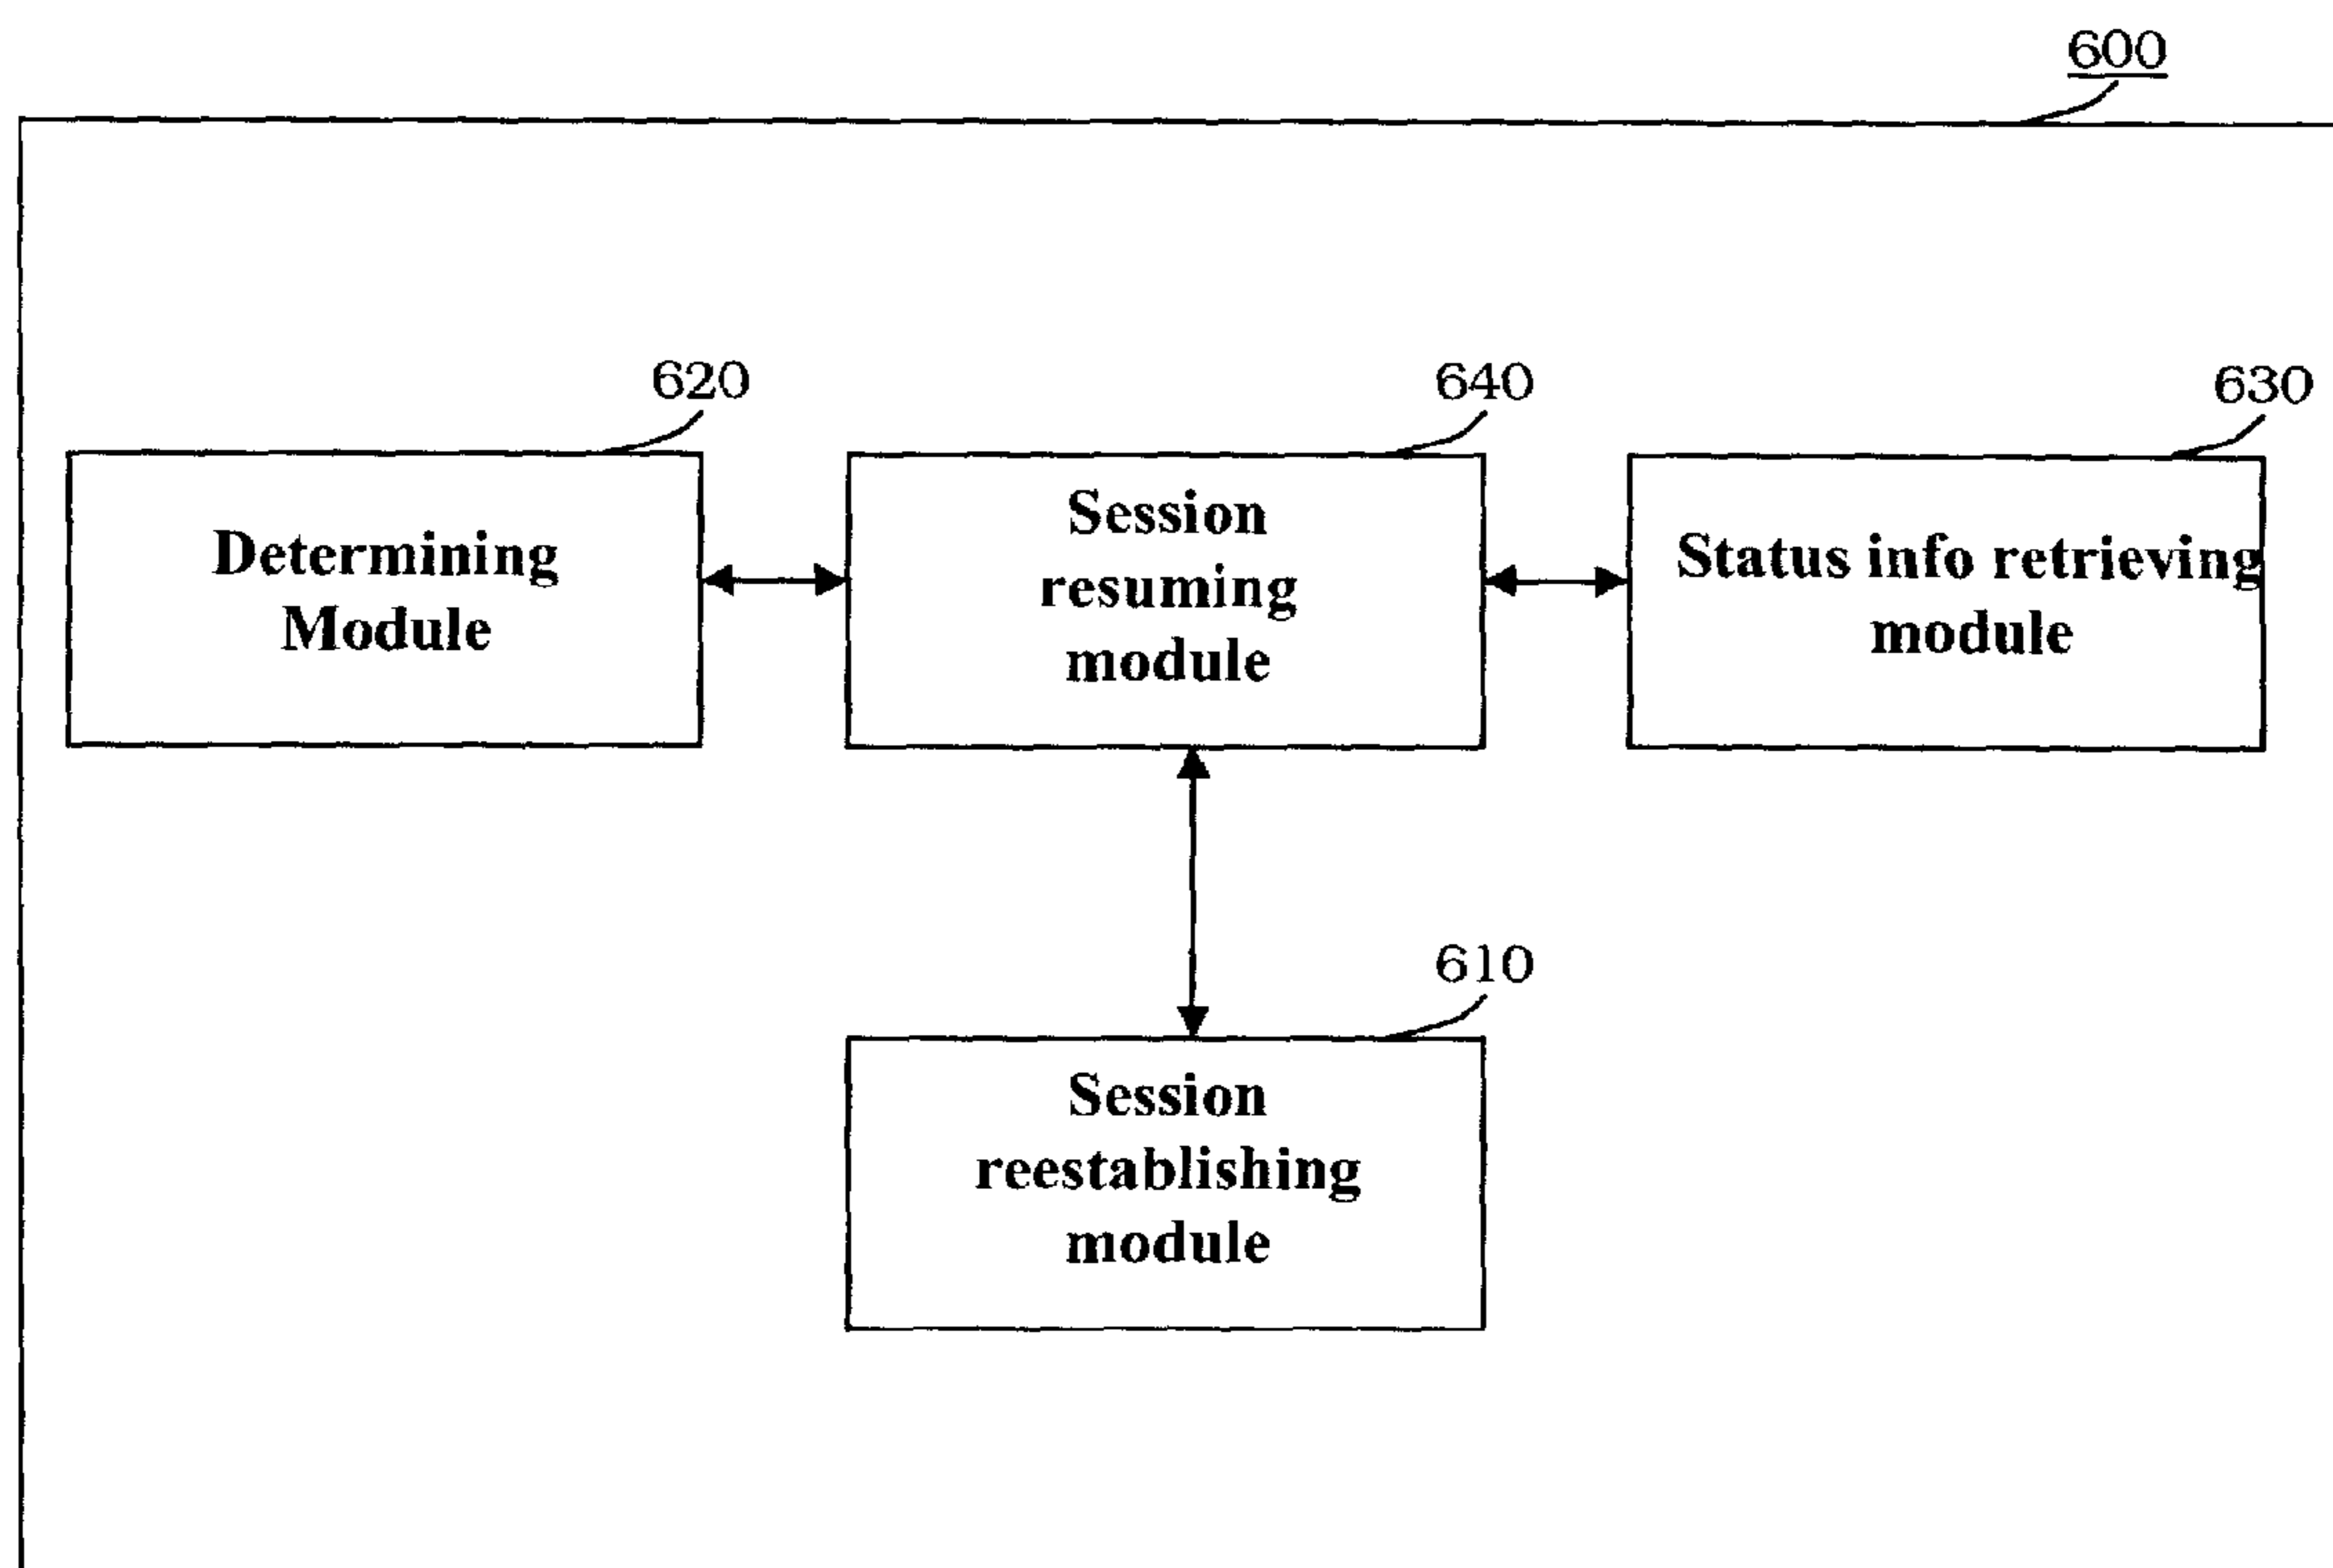 600
620
640
630
Determining
Module
Session
resuming
module
Status info retrieving
module
610
Session
reestablishing
module